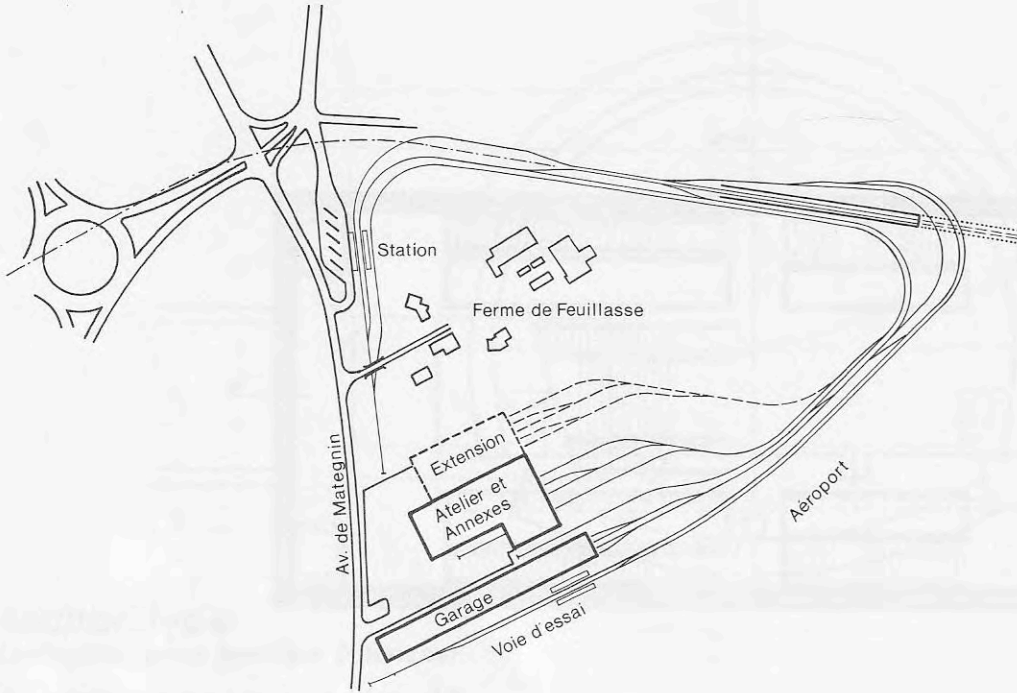 Station
Ferme de Feuillasse
Av. de Mategnin
Extension
Atelier et
Annexes
Aéroport
Garage
Voie d'essai